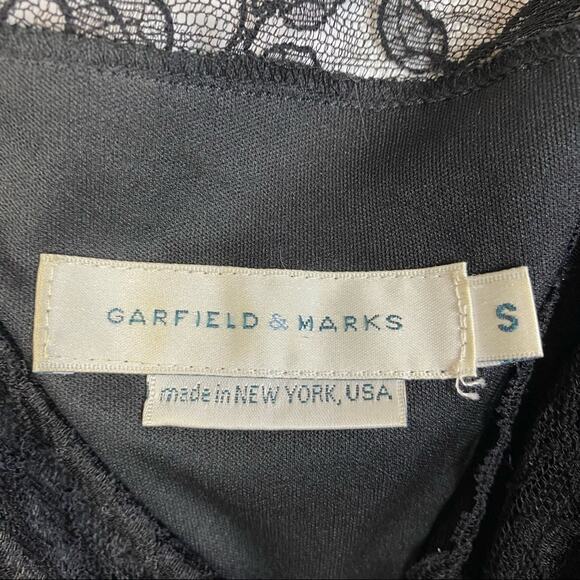 GARFIELD & MARKS
S
made in NEW YORK, USA